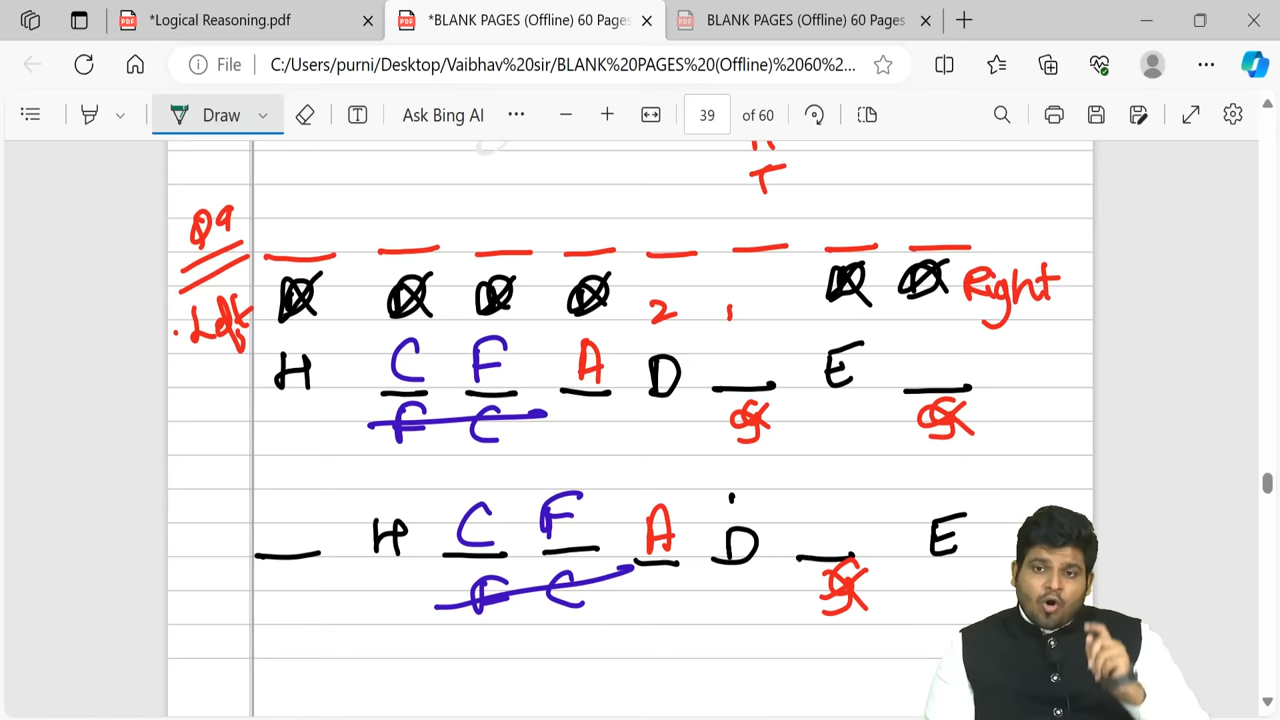 *Logical Reasoning.pdf
*BLANK PAGES (Offline) 60 Pages
BLANK PAGES (Offline) 60 Pages
File
C:/Users/purni/Desktop/Vaibhav%20sir/BLANK%20PAGES%20(Offline)%2060%2...
Draw
Ask Bing AI
39
of 60
T
Q9
D D D D D D
Left
2 1
Right
H C F A D E
F C G G
H C F A D E
F C G